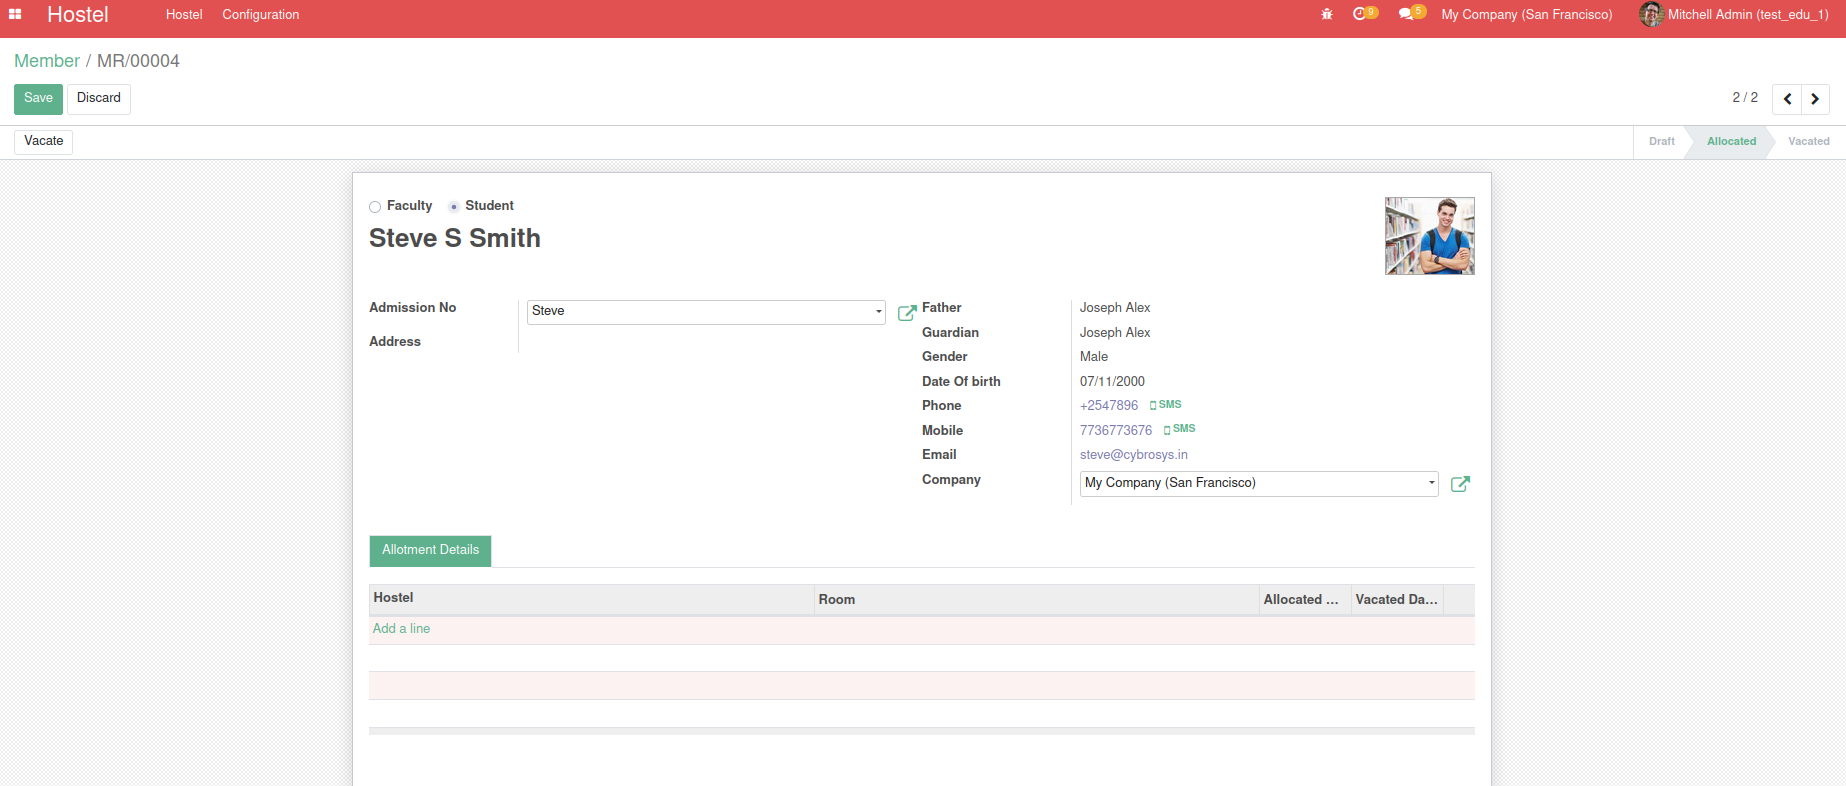 Hostel Hostel Configuration 9 5 My Company (San Francisco) Mitchell Admin (test_edu_1)
Member / MR/00004
Save Discard 2 / 2
Vacate Draft Allocated Vacated
Faculty Student
Steve S Smith
Admission No Steve Father Joseph Alex
Address Guardian Joseph Alex
Gender Male
Date Of birth 07/11/2000
Phone +2547896 SMS
Mobile 7736773676 SMS
Email steve@cybrosys.in
Company My Company (San Francisco)
Allotment Details
Hostel Room Allocated ... Vacated Da...
Add a line